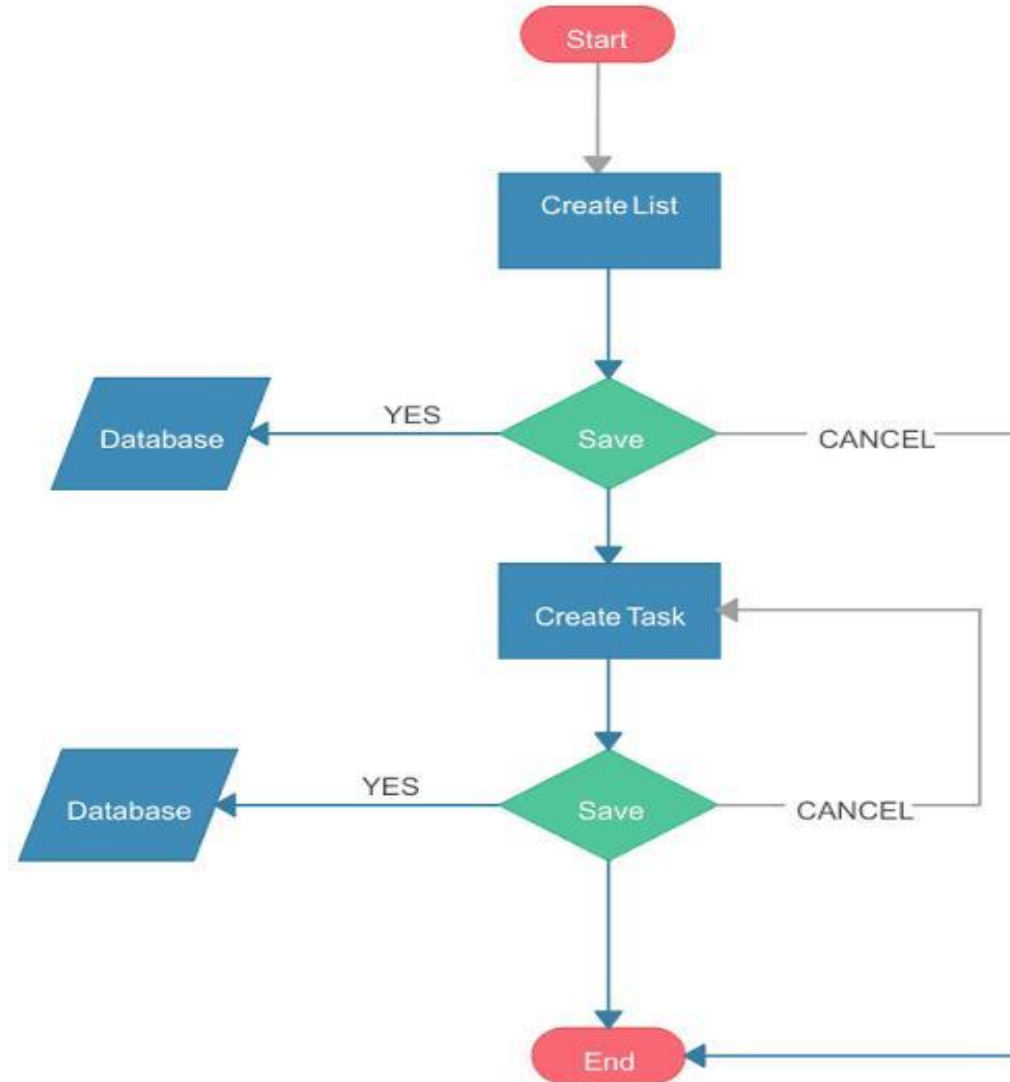 Start
Create List
Database
YES
Save
CANCEL
Create Task
Database
YES
Save
CANCEL
End